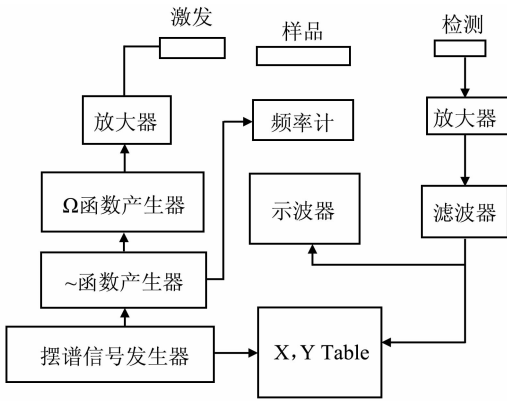 激发
样品
检测
放大器
频率计
放大器
Ω函数产生器
示波器
滤波器
~函数产生器
摆谱信号发生器
X,Y Table